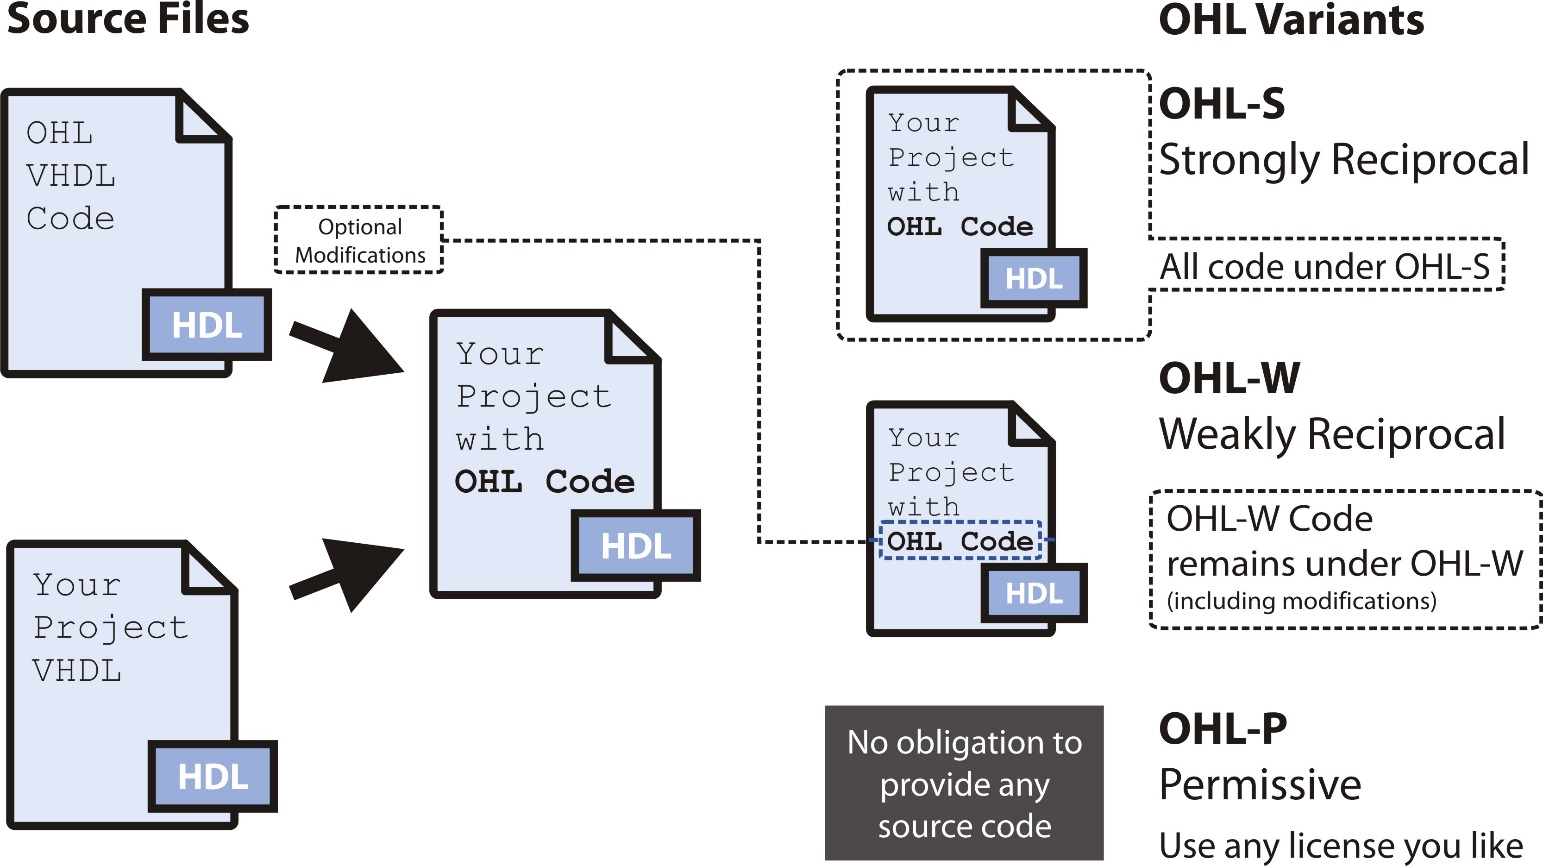 Source Files
OHL
VHDL
Code
HDL
Optional
Modifications
Your
Project
with
OHL Code
HDL
Your
Project
VHDL
HDL
OHL Variants
Your
Project
with
OHL Code
HDL
OHL-S
Strongly Reciprocal
All code under OHL-S
Your
Project
with
OHL Code
HDL
OHL-W
Weakly Reciprocal
OHL-W Code
remains under OHL-W
(including modifications)
No obligation to
provide any
source code
OHL-P
Permissive
Use any license you like